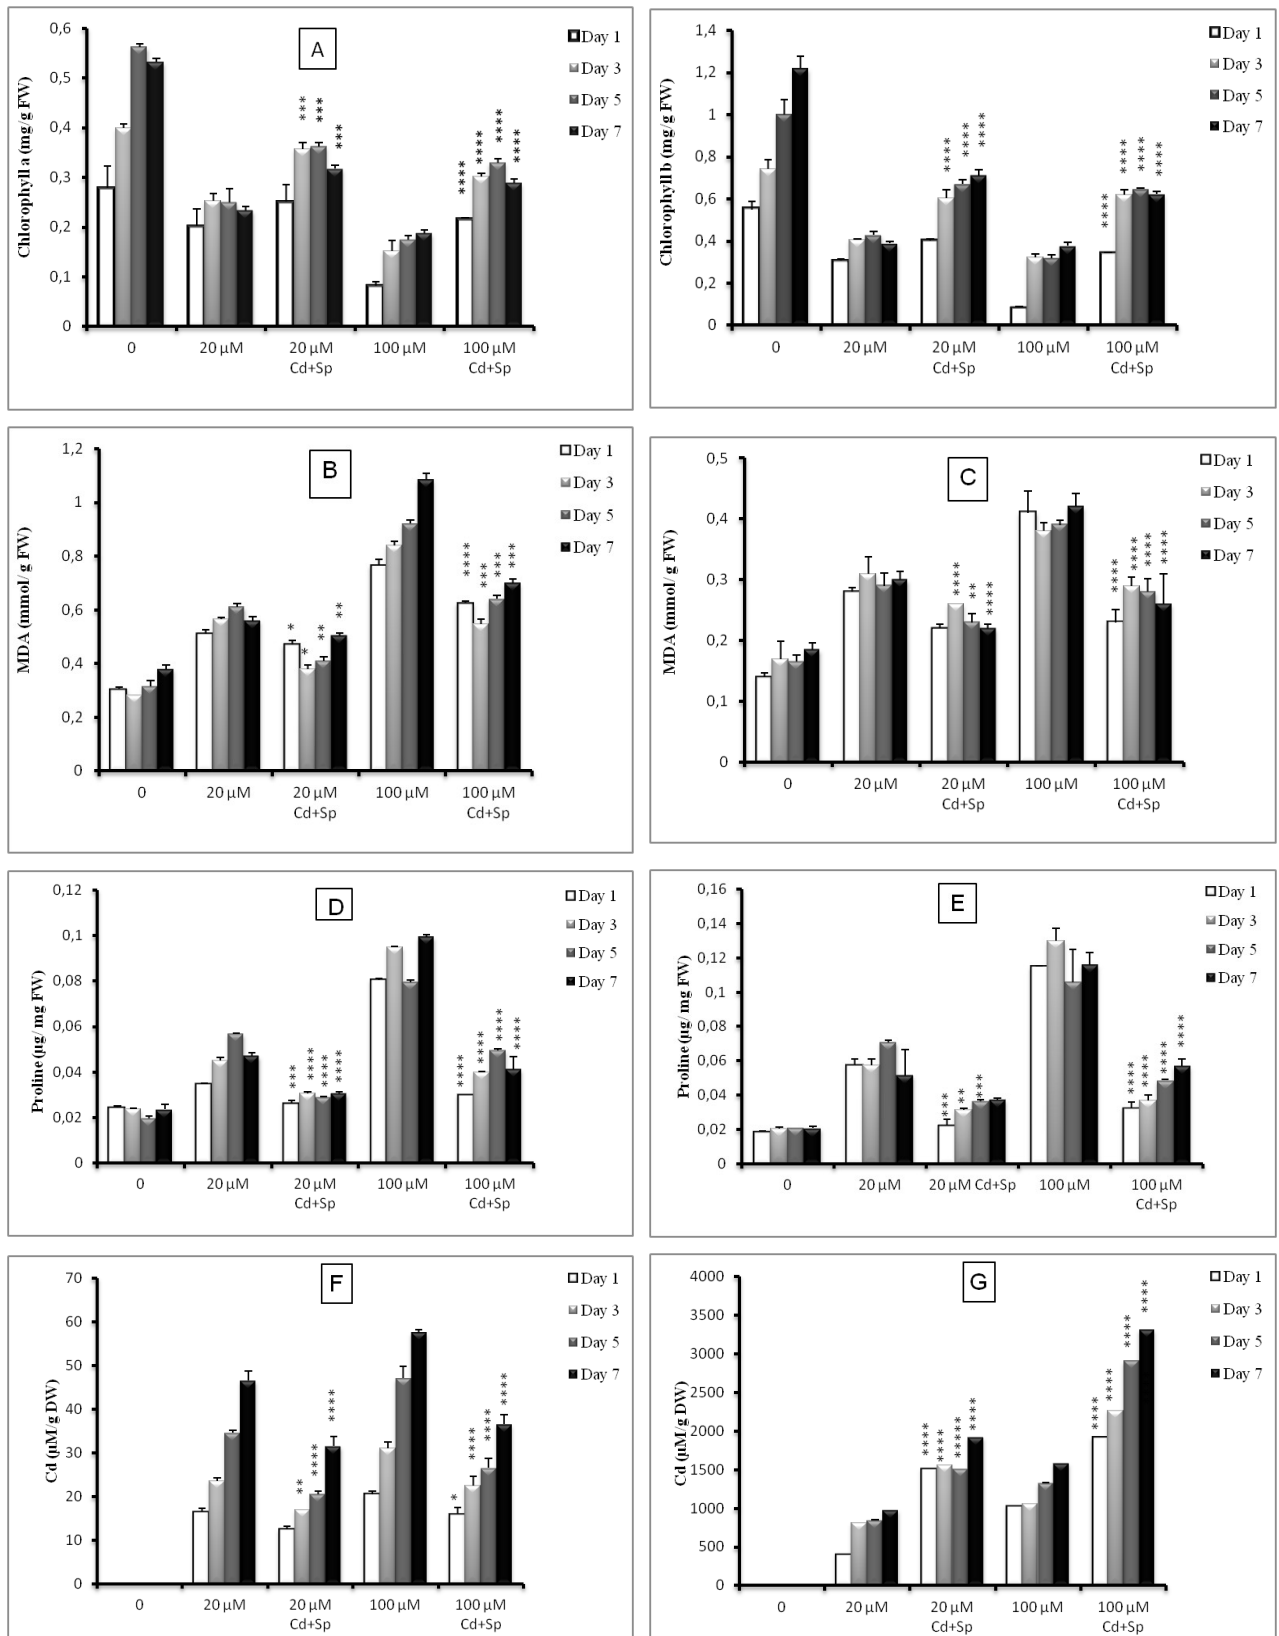 A
Chlorophyll a (mg/g FW)
0,6
0,5
0,4
0,3
0,2
0,1
0
*** *** *** **** **** **** ****
0 20 µM 20 µM 100 µM 100 µM
Cd+Sp Cd+Sp
Day 1
Day 3
Day 5
Day 7
Chlorophyll b (mg/g FW)
1,4
1,2
1
0,8
0,6
0,4
0,2
0
**** **** **** **** **** **** ****
0 20 µM 20 µM 100 µM 100 µM
Cd+Sp Cd+Sp
Day 1
Day 3
Day 5
Day 7
B
MDA (mmol/ g FW)
1,2
1
0,8
0,6
0,4
0,2
0
* * ** ** **** *** *** ***
0 20 µM 20 µM 100 µM 100 µM
Cd+Sp Cd+Sp
Day 1
Day 3
Day 5
Day 7
C
MDA (mmol/ g FW)
0,5
0,4
0,3
0,2
0,1
0
**** ** **** **** **** **** ****
0 20 µM 20 µM 100 µM 100 µM
Cd+Sp Cd+Sp
Day 1
Day 3
Day 5
Day 7
D
Proline (µg/ mg FW)
0,12
0,1
0,08
0,06
0,04
0,02
0
*** **** **** **** **** **** **** ****
0 20 µM 20 µM 100 µM 100 µM
Cd+Sp Cd+Sp
Day 1
Day 3
Day 5
Day 7
E
Proline (µg/ mg FW)
0,16
0,14
0,12
0,1
0,08
0,06
0,04
0,02
0
*** ** *** **** **** **** ****
0 20 µM 20 µM Cd+Sp 100 µM 100 µM
Cd+Sp
Day 1
Day 3
Day 5
Day 7
F
Cd (µM/g DW)
70
60
50
40
30
20
10
0
** **** **** * **** **** ****
0 20 µM 20 µM 100 µM 100 µM
Cd+Sp Cd+Sp
Day 1
Day 3
Day 5
Day 7
G
Cd (µM/g DW)
4000
3500
3000
2500
2000
1500
1000
500
0
**** **** ***** **** **** **** **** ****
0 20 µM 20 µM 100 µM 100 µM
Cd+Sp Cd+Sp
Day 1
Day 3
Day 5
Day 7